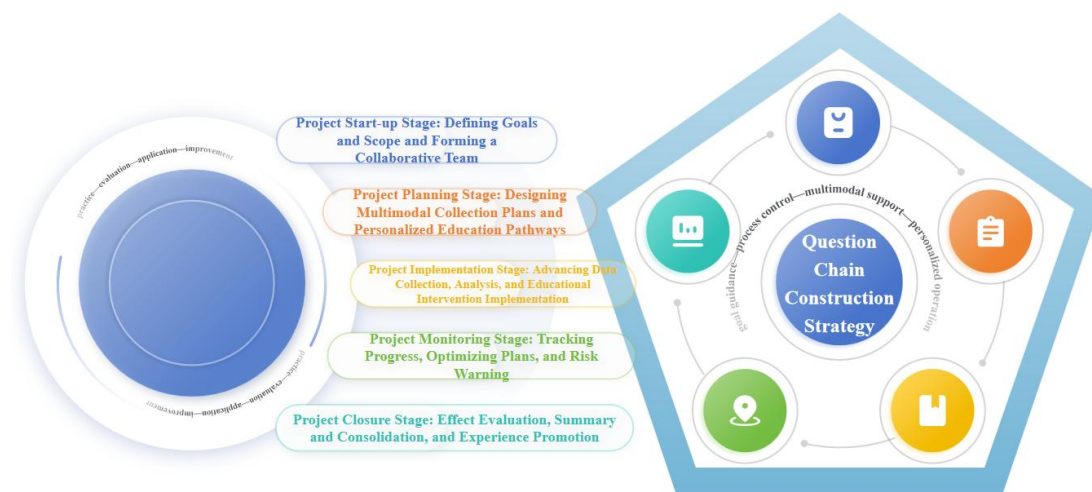 practice—evaluation—application—improvement
Project Start-up Stage: Defining Goals
and Scope and Forming a
Collaborative Team
Project Planning Stage: Designing
Multimodal Collection Plans and
Personalized Education Pathways
Project Implementation Stage: Advancing Data
Collection, Analysis, and Educational
Intervention Implementation
Project Monitoring Stage: Tracking
Progress, Optimizing Plans, and Risk
Warning
Project Closure Stage: Effect Evaluation, Summary
and Consolidation, and Experience Promotion
practice—evaluation—application—improvement
goal guidance—process control—multimodal support—personalized operation
Question
Chain
Construction
Strategy